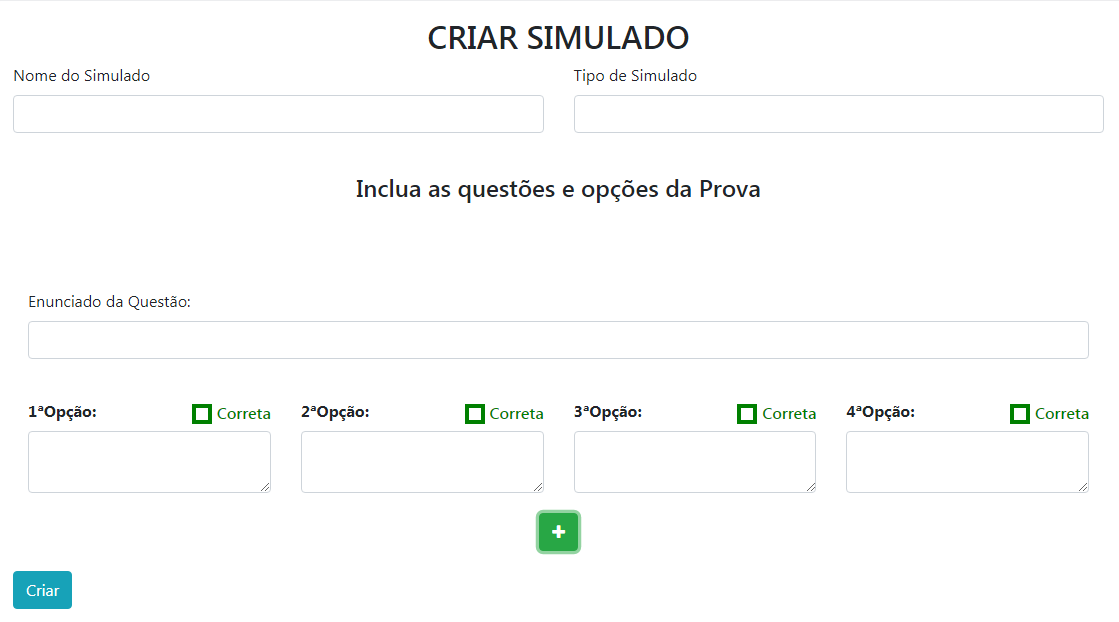 CRIAR SIMULADO
Nome do Simulado Tipo de Simulado
Inclua as questões e opções da Prova
Enunciado da Questão:
1ªOpção: Correta 2ªOpção: Correta 3ªOpção: Correta 4ªOpção: Correta
+
Criar